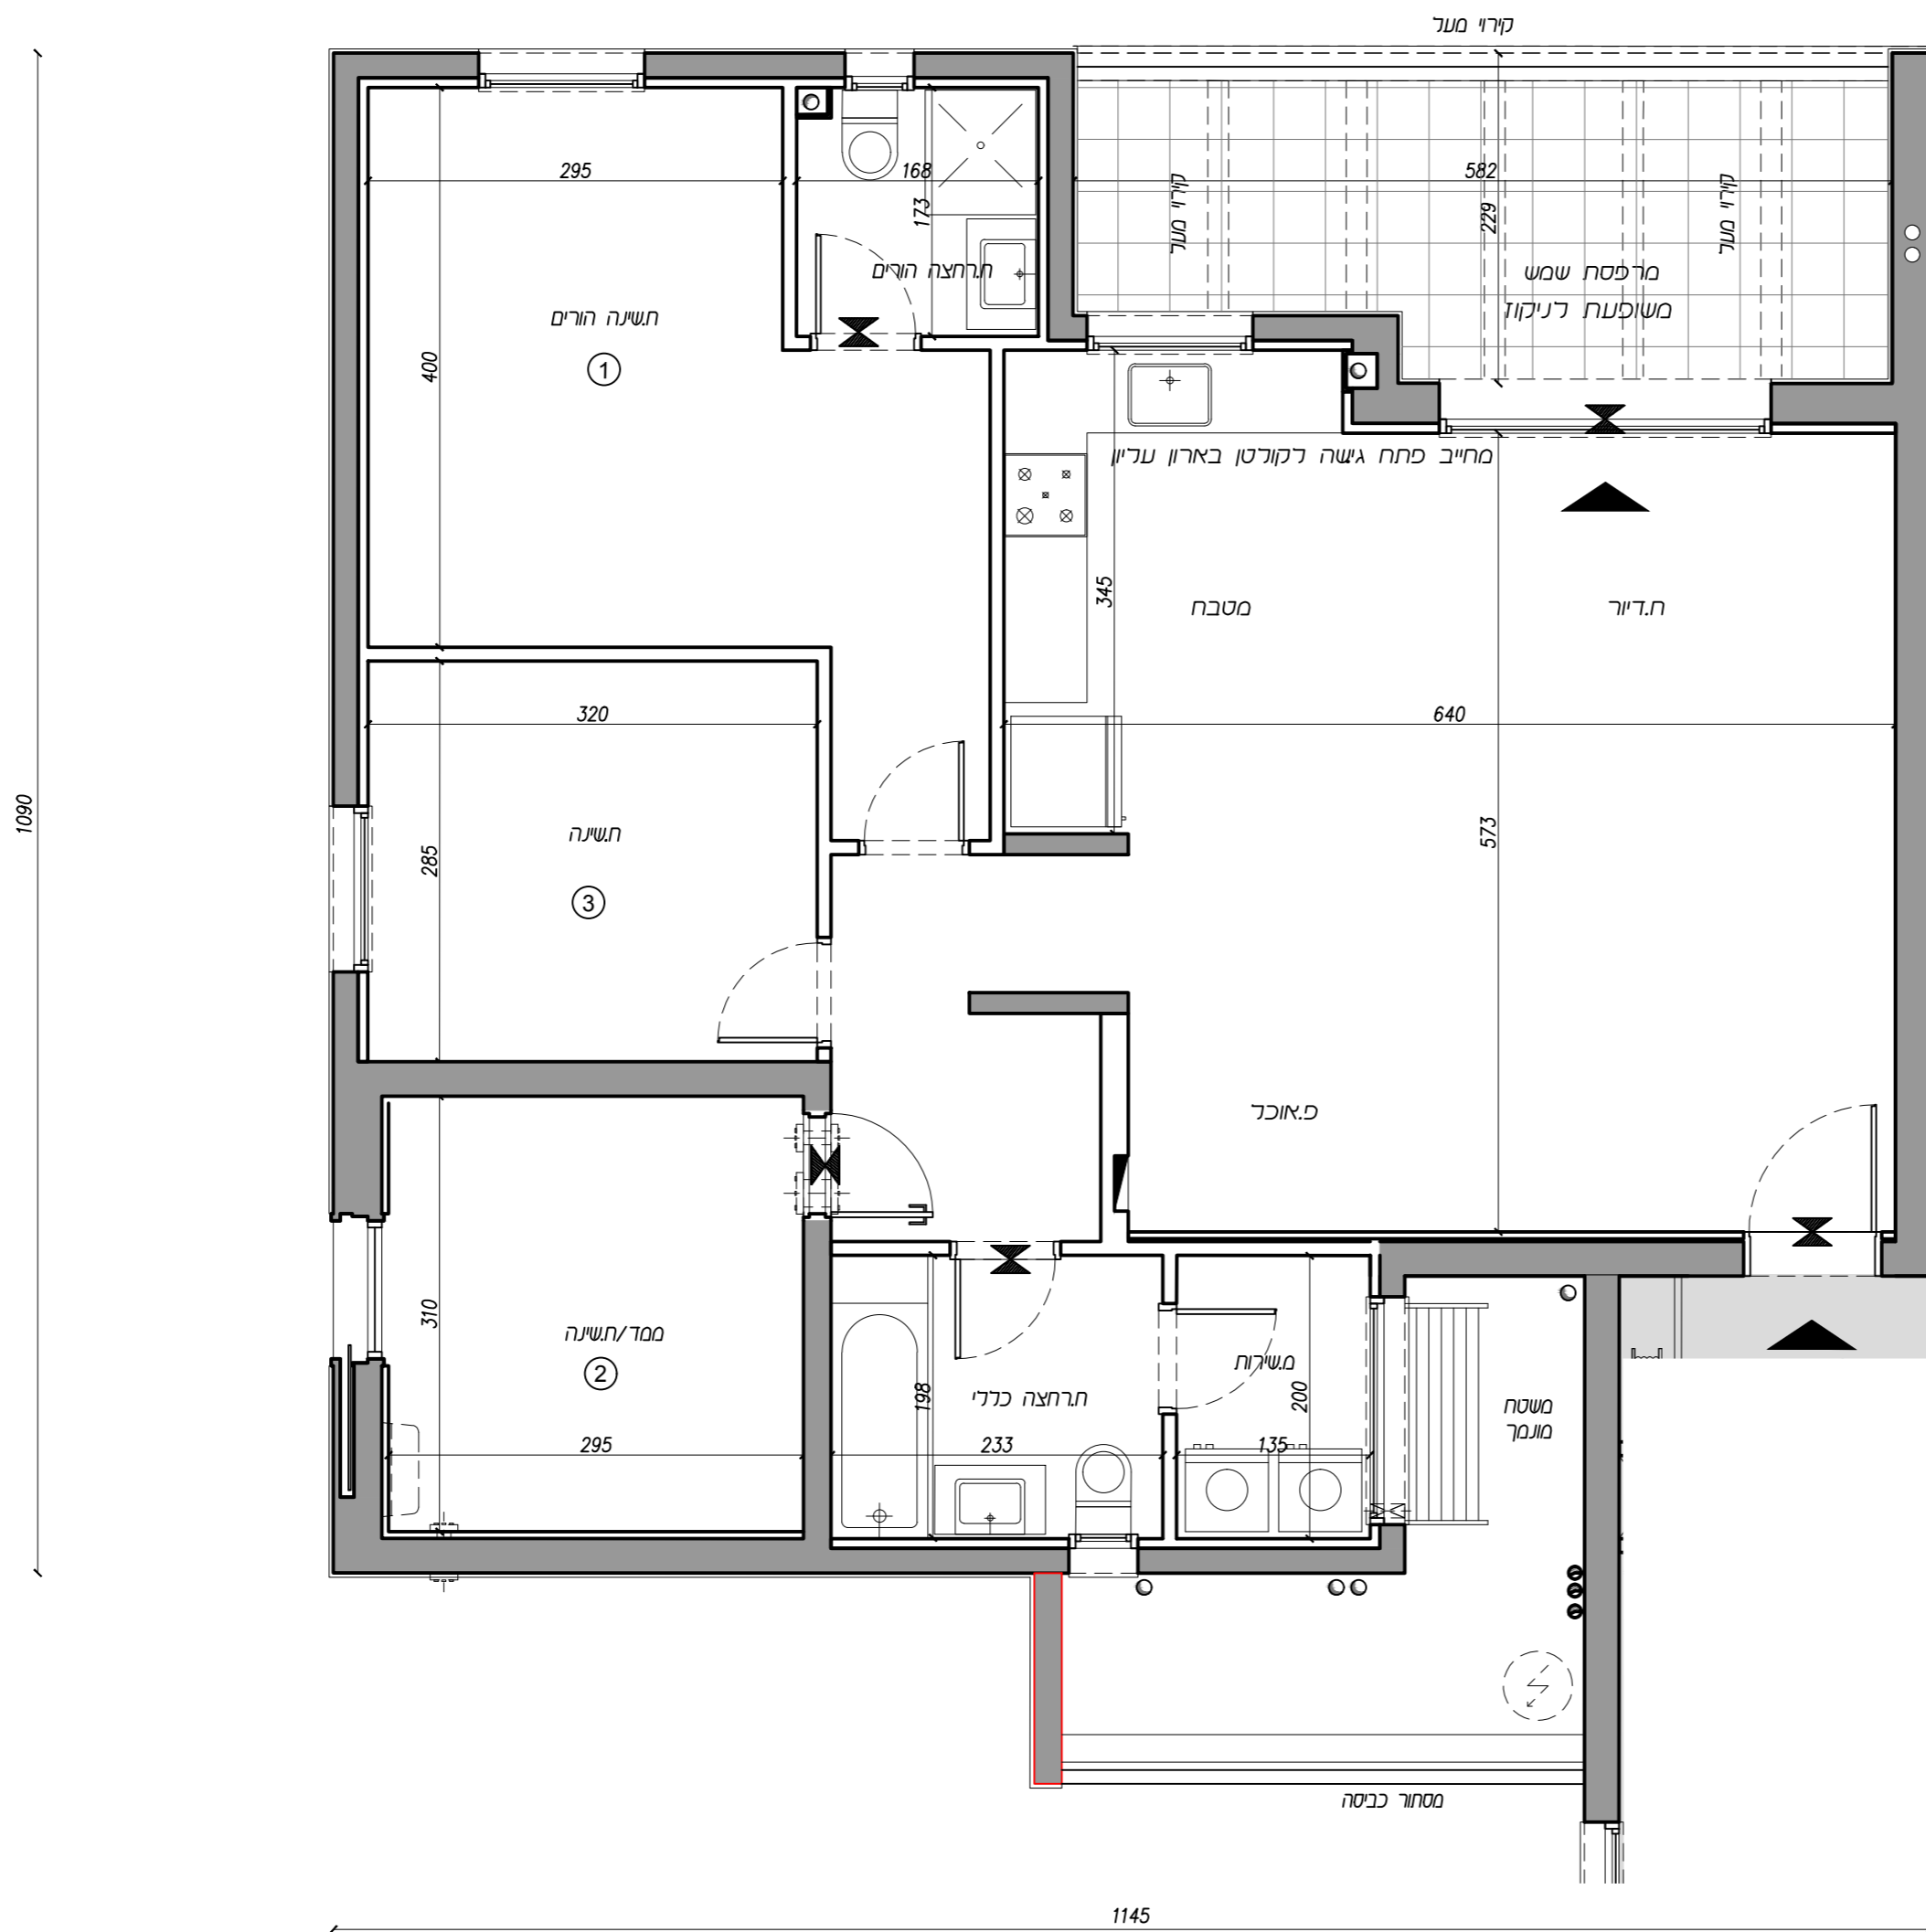 קירוי מעל
295
168
582
173
229
קירוי מעל
קירוי מעל
ח.רחצה הורים
מרפסת שמש
משופעת לניקוז
ח.שינה הורים
1
400
מחייב פתח גישה לקולטן בארון עליון
345
מטבח
ח.דיור
320
640
1090
ח.שינה
285
573
3
פ.אוכל
310
ממד/ח.שינה
2
מ.שירות
198
ח.רחצה כללי
200
משטח
מונמך
295
233
135
מסתור כביסה
1145